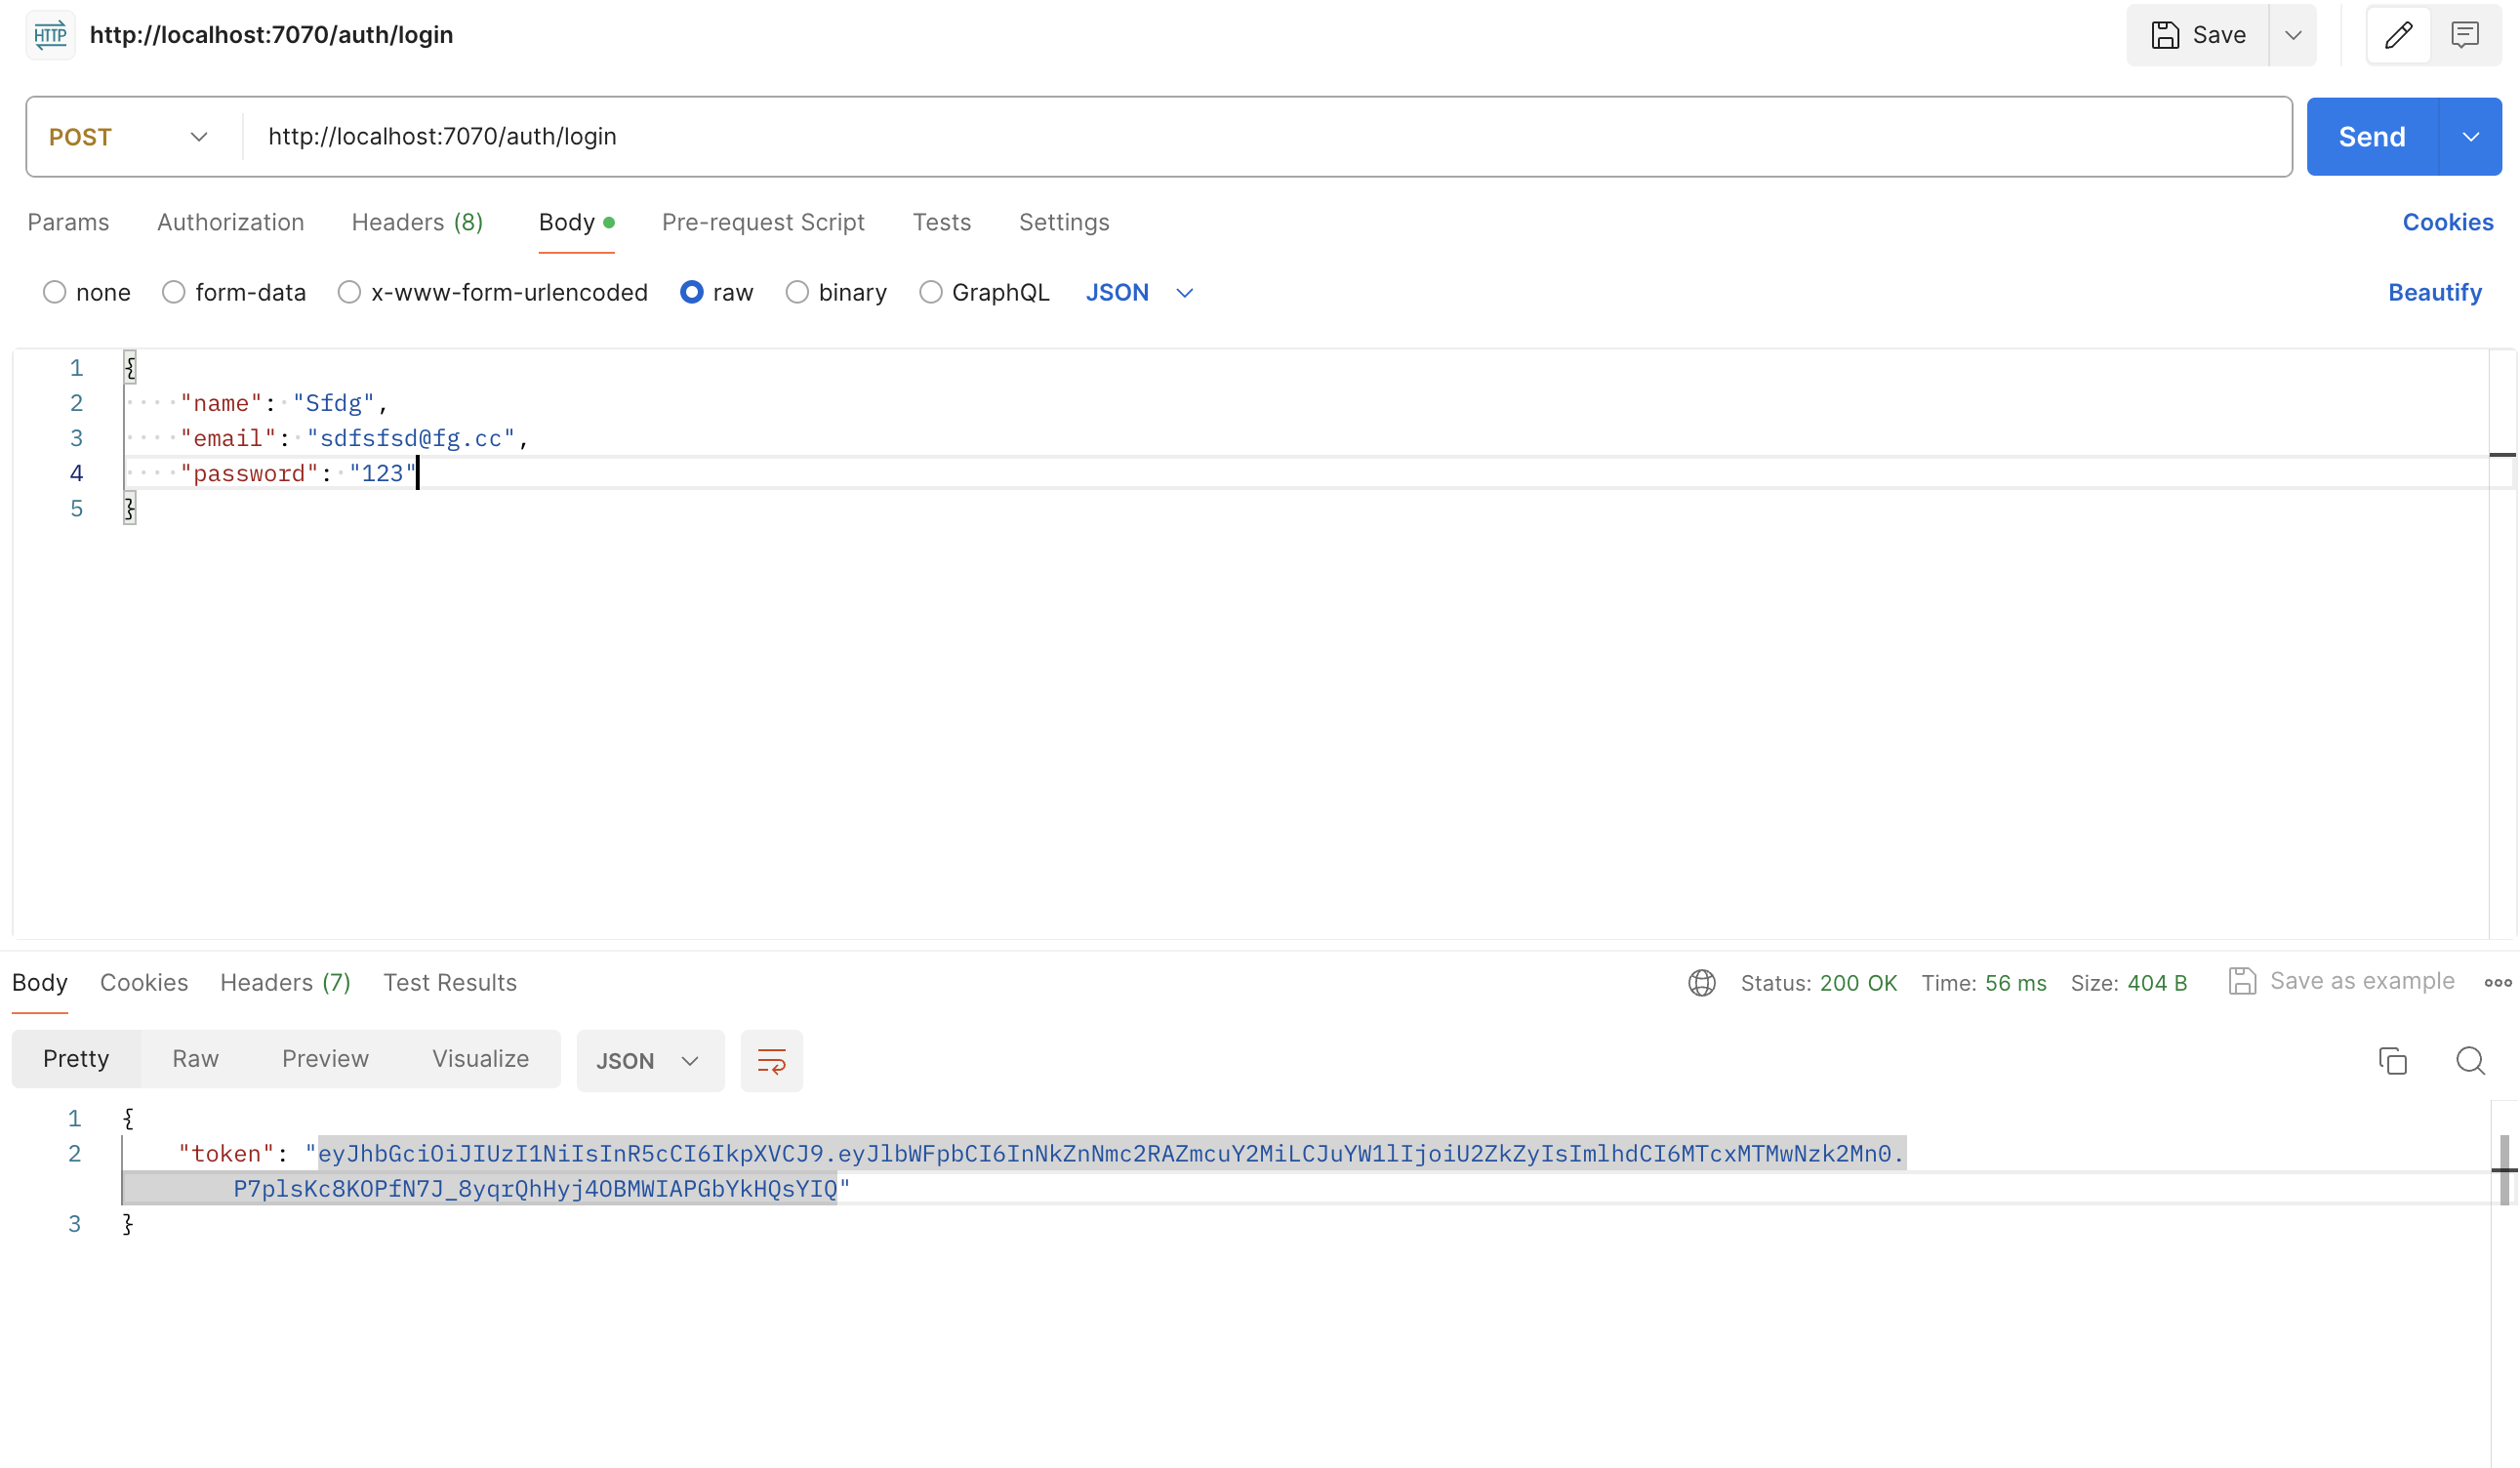 HTTP http://localhost:7070/auth/login Save
POST http://localhost:7070/auth/login Send
Params Authorization Headers (8) Body Pre-request Script Tests Settings Cookies
none form-data x-www-form-urlencoded raw binary GraphQL JSON Beautify
1 {
2 "name": "Sfdg",
3 "email": "sdfsfsd@fg.cc",
4 "password": "123"
5 }
Body Cookies Headers (7) Test Results Status: 200 OK Time: 56 ms Size: 404 B Save as example
Pretty Raw Preview Visualize JSON
1 {
2 "token": "eyJhbGciOiJIUzI1NiIsInR5cCI6IkpXVCJ9.eyJlbWFpbCI6InNkZnNmc2RAZmcuY2MiLCJuYW1lIjoiU2ZkZyIsImlhdCI6MTcxMTMwNzk2Mn0.
P7plsKc8KOPfN7J_8yqrQhHyj4OBMWIAPGbYkHQsYIQ"
3 }